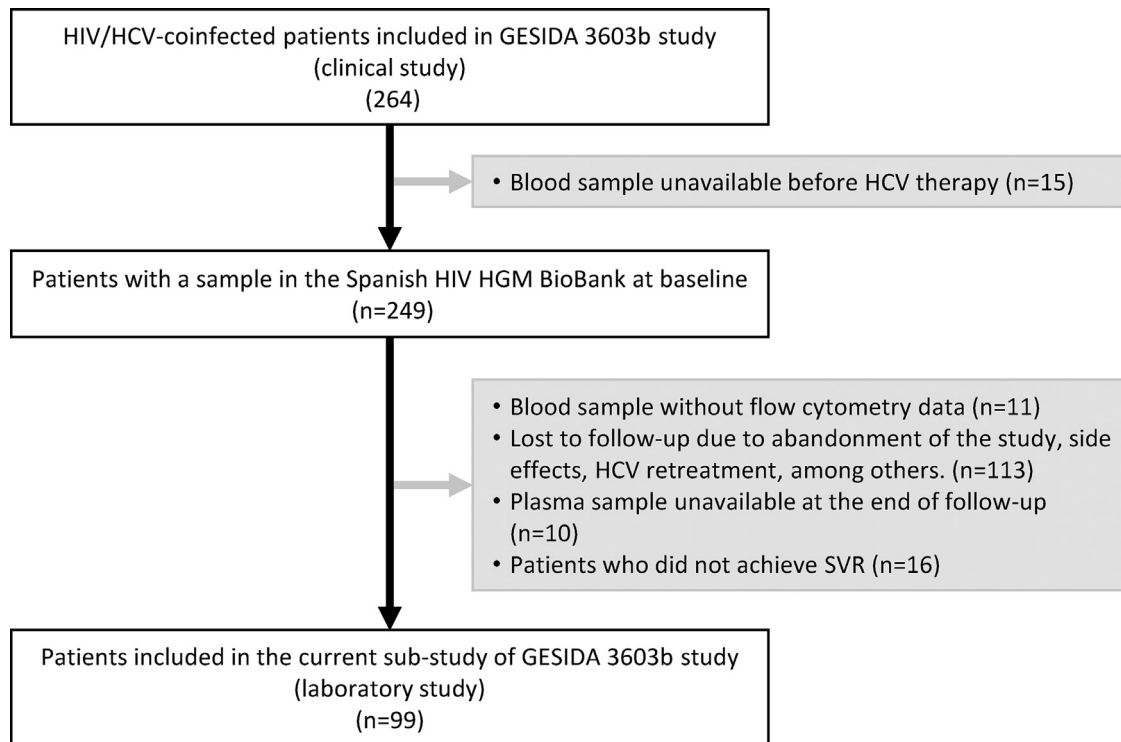 HIV/HCV-coinfected patients included in GESIDA 3603b study
(clinical study)
(264)
• Blood sample unavailable before HCV therapy (n=15)
Patients with a sample in the Spanish HIV HGM BioBank at baseline
(n=249)
• Blood sample without flow cytometry data (n=11)
• Lost to follow-up due to abandonment of the study, side
effects, HCV retreatment, among others. (n=113)
• Plasma sample unavailable at the end of follow-up
(n=10)
• Patients who did not achieve SVR (n=16)
Patients included in the current sub-study of GESIDA 3603b study
(laboratory study)
(n=99)